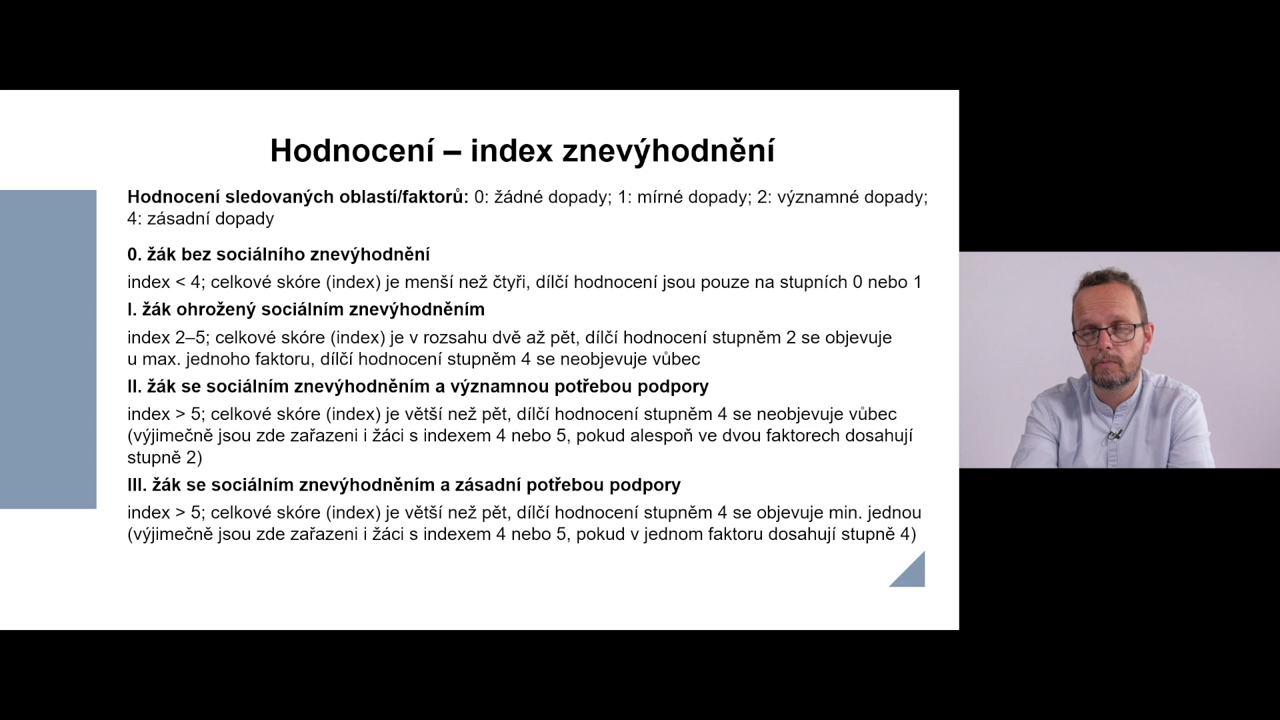 Hodnocení – index znevýhodnění
Hodnocení sledovaných oblastí/faktorů: 0: žádné dopady; 1: mírné dopady; 2: významné dopady;
4: zásadní dopady
0. žák bez sociálního znevýhodnění
index < 4; celkové skóre (index) je menší než čtyři, dílčí hodnocení jsou pouze na stupních 0 nebo 1
I. žák ohrožený sociálním znevýhodněním
index 2–5; celkové skóre (index) je v rozsahu dvě až pět, dílčí hodnocení stupněm 2 se objevuje
u max. jednoho faktoru, dílčí hodnocení stupněm 4 se neobjevuje vůbec
II. žák se sociálním znevýhodněním a významnou potřebou podpory
index > 5; celkové skóre (index) je větší než pět, dílčí hodnocení stupněm 4 se neobjevuje vůbec
(výjimečně jsou zde zařazeni i žáci s indexem 4 nebo 5, pokud alespoň ve dvou faktorech dosahují
stupně 2)
III. žák se sociálním znevýhodněním a zásadní potřebou podpory
index > 5; celkové skóre (index) je větší než pět, dílčí hodnocení stupněm 4 se objevuje min. jednou
(výjimečně jsou zde zařazeni i žáci s indexem 4 nebo 5, pokud v jednom faktoru dosahují stupně 4)